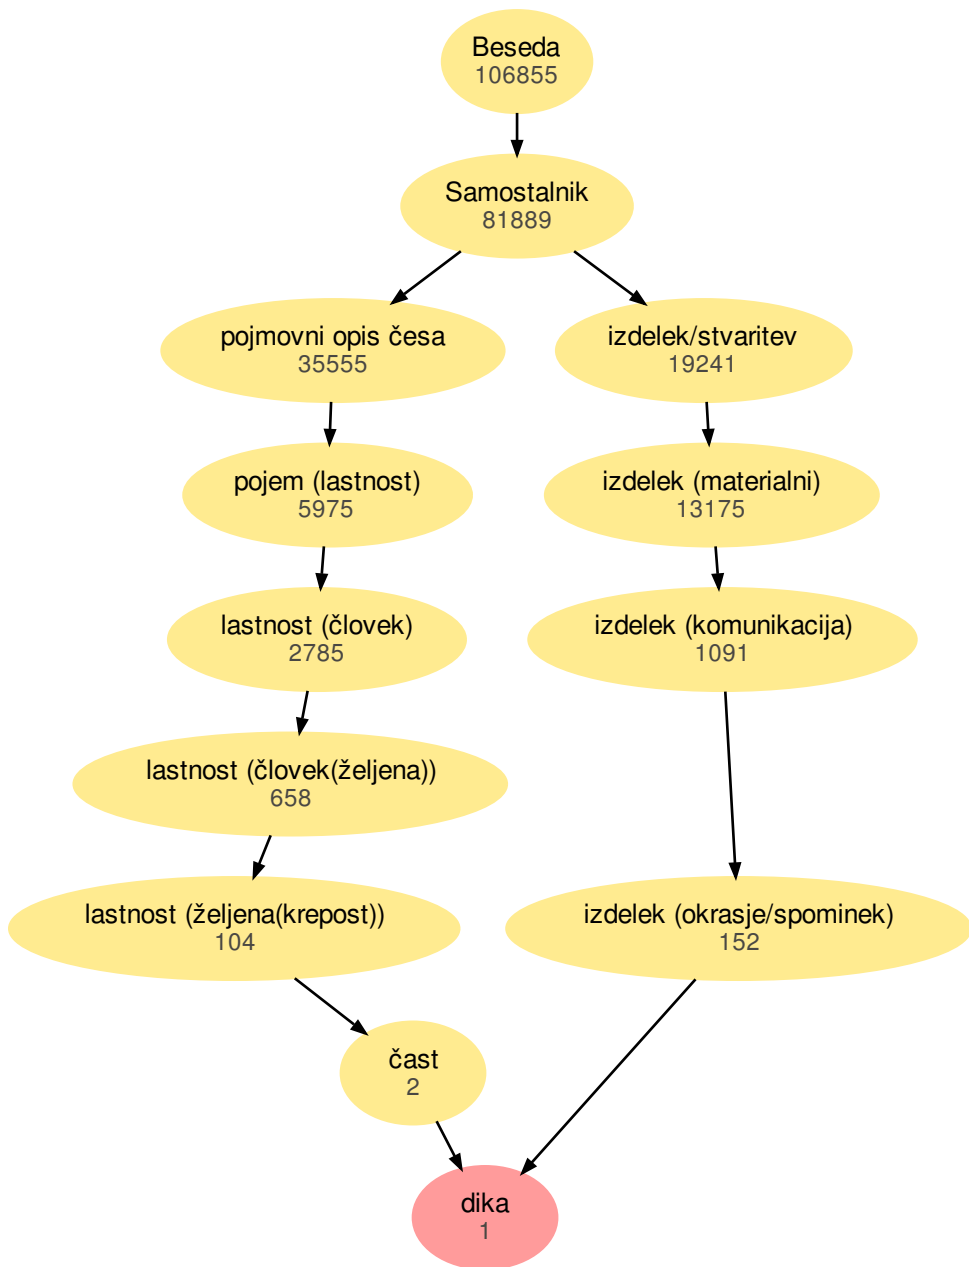 Beseda
106855
Samostalnik
81889
pojmovni opis česa
35555
izdelek/stvaritev
19241
pojem (lastnost)
5975
izdelek (materialni)
13175
lastnost (človek)
2785
izdelek (komunikacija)
1091
lastnost (človek(željena))
658
lastnost (željena(krepost))
104
izdelek (okrasje/spominek)
152
čast
2
dika
1